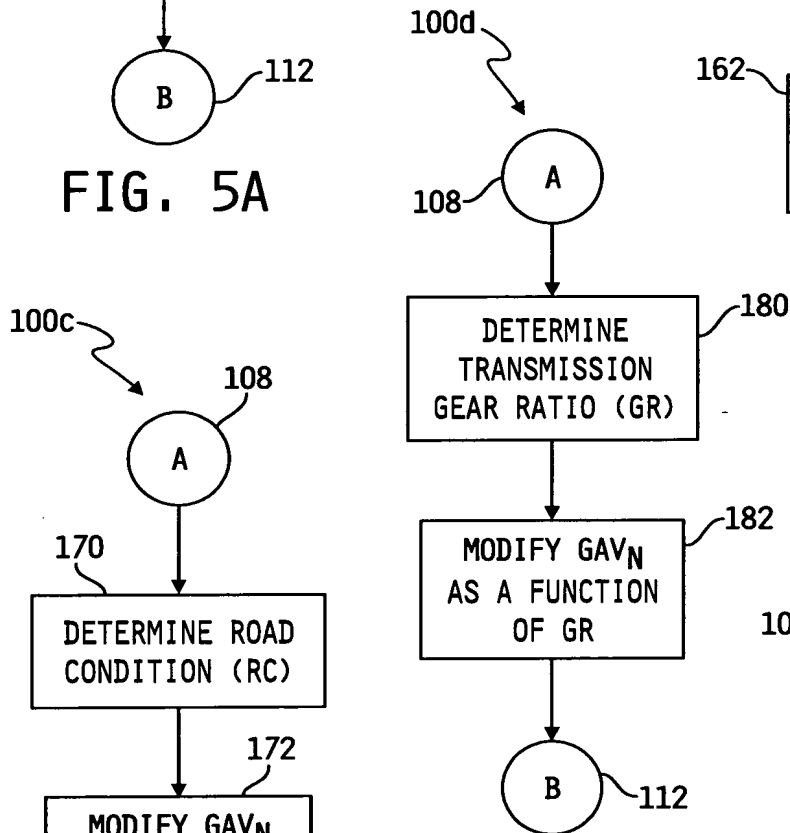 B
112
FIG. 5A
100c
108
A
170
DETERMINE ROAD
CONDITION (RC)
172
MODIFY GAVN
100d
A
108
180
DETERMINE
TRANSMISSION
GEAR RATIO (GR)
182
MODIFY GAVN
AS A FUNCTION
OF GR
B
112
162
10